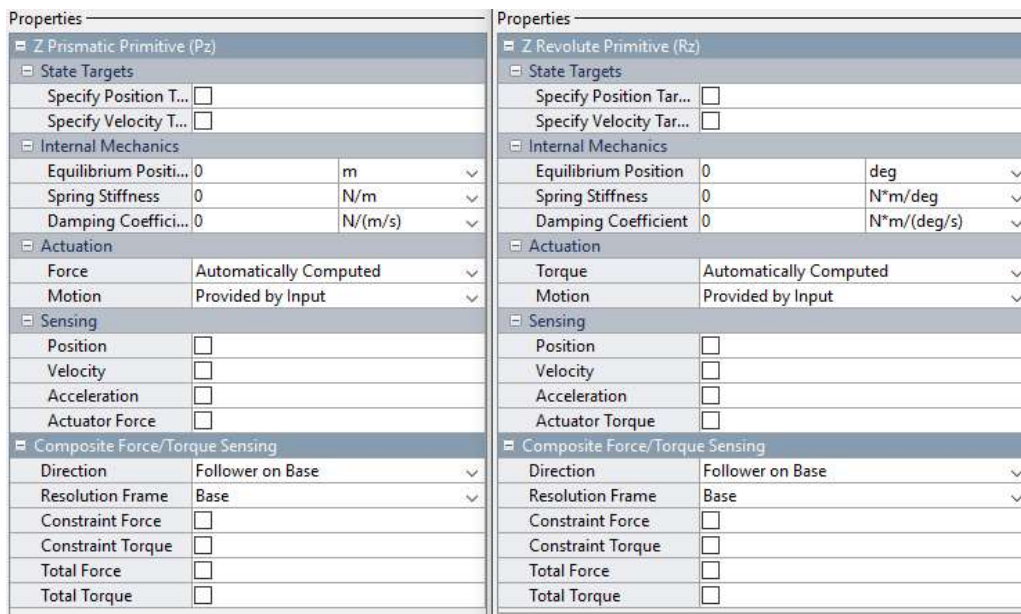 Properties
Z Prismatic Primitive (Pz)
State Targets
Specify Position T...
Specify Velocity T...
Internal Mechanics
Equilibrium Positi... 0 m
Spring Stiffness 0 N/m
Damping Coeffici... 0 N/(m/s)
Actuation
Force Automatically Computed
Motion Provided by Input
Sensing
Position
Velocity
Acceleration
Actuator Force
Composite Force/Torque Sensing
Direction Follower on Base
Resolution Frame Base
Constraint Force
Constraint Torque
Total Force
Total Torque
Properties
Z Revolute Primitive (Rz)
State Targets
Specify Position Tar...
Specify Velocity Tar...
Internal Mechanics
Equilibrium Position 0 deg
Spring Stiffness 0 N*m/deg
Damping Coefficient 0 N*m/(deg/s)
Actuation
Torque Automatically Computed
Motion Provided by Input
Sensing
Position
Velocity
Acceleration
Actuator Torque
Composite Force/Torque Sensing
Direction Follower on Base
Resolution Frame Base
Constraint Force
Constraint Torque
Total Force
Total Torque